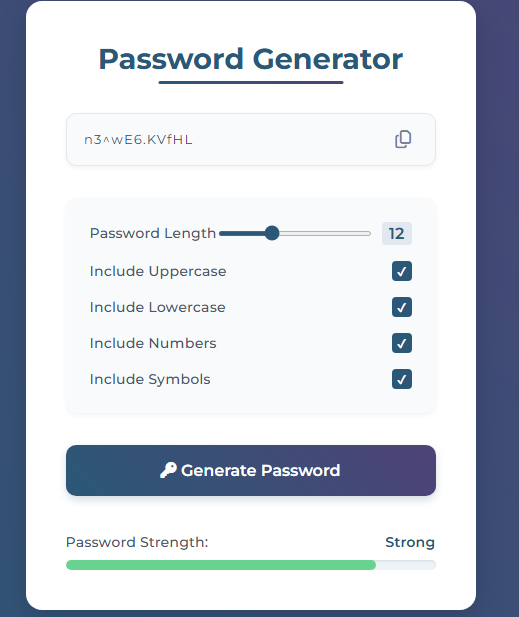 Password Generator
n3^wE6.KVfHL
Password Length 12
Include Uppercase
Include Lowercase
Include Numbers
Include Symbols
Generate Password
Password Strength: Strong